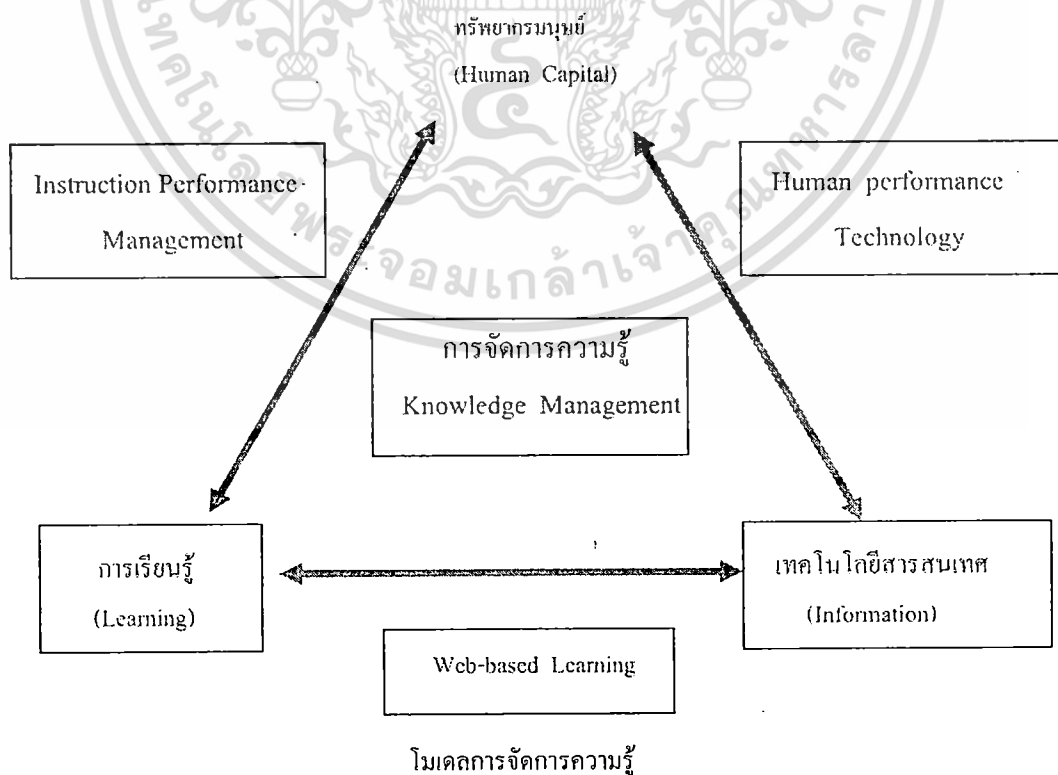 ทรัพยากรมนุษย์
(Human Capital)
Instruction Performance
Management
Human performance
Technology
การจัดการความรู้
Knowledge Management
การเรียนรู้
(Learning)
เทคโนโลยีสารสนเทศ
(Information)
Web-based Learning
โมเดลการจัดการความรู้